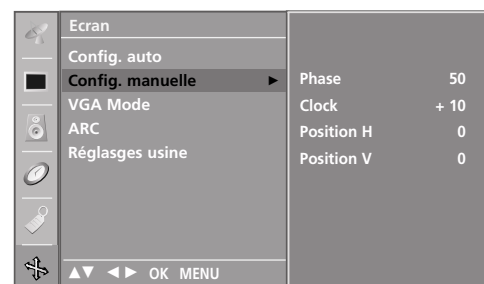 Ecran
Config. auto
Config. manuelle ►
VGA Mode
ARC
Réglasges usine
▲▼ ◄► OK MENU
Phase 50
Clock + 10
Position H 0
Position V 0